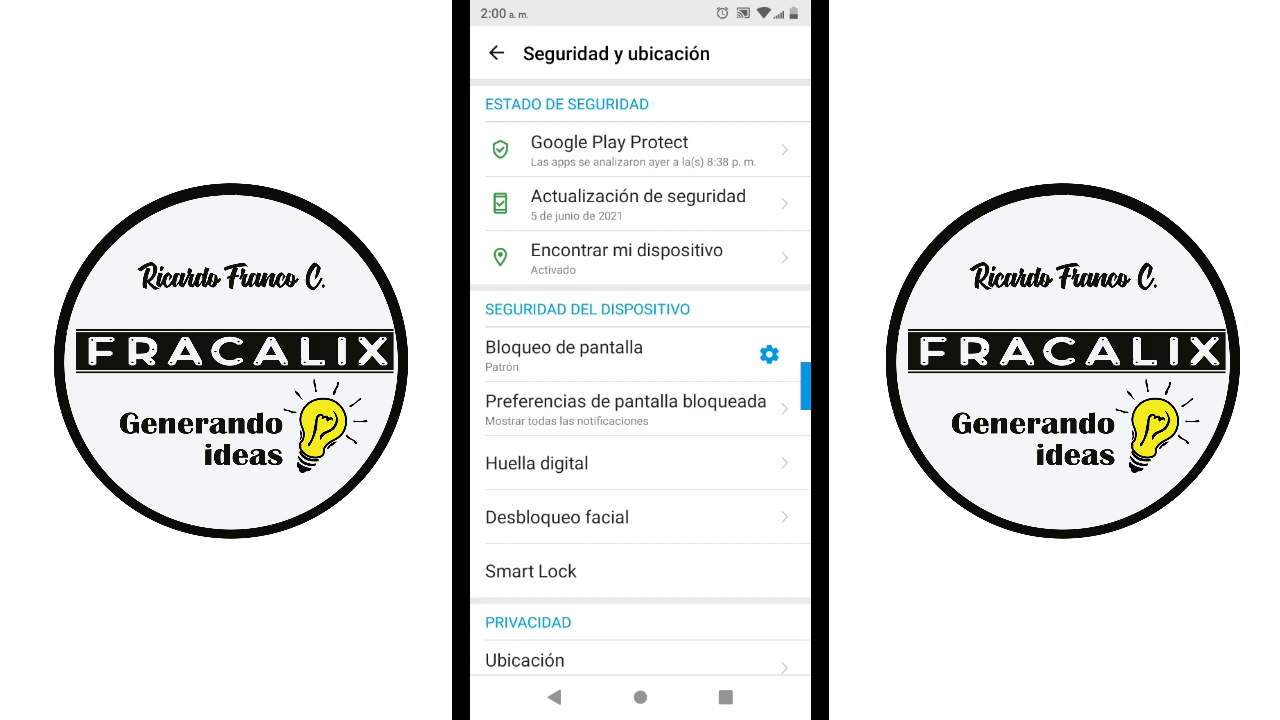 Ricardo Franco C.
FRACALIX
Generando
ideas
2:00 a. m.
Seguridad y ubicación
ESTADO DE SEGURIDAD
Google Play Protect
Las apps se analizaron ayer a la(s) 8:38 p. m.
Actualización de seguridad
5 de junio de 2021
Encontrar mi dispositivo
Activado
SEGURIDAD DEL DISPOSITIVO
Bloqueo de pantalla
Patrón
Preferencias de pantalla bloqueada
Mostrar todas las notificaciones
Huella digital
Desbloqueo facial
Smart Lock
PRIVACIDAD
Ubicación
Ricardo Franco C.
FRACALIX
Generando
ideas